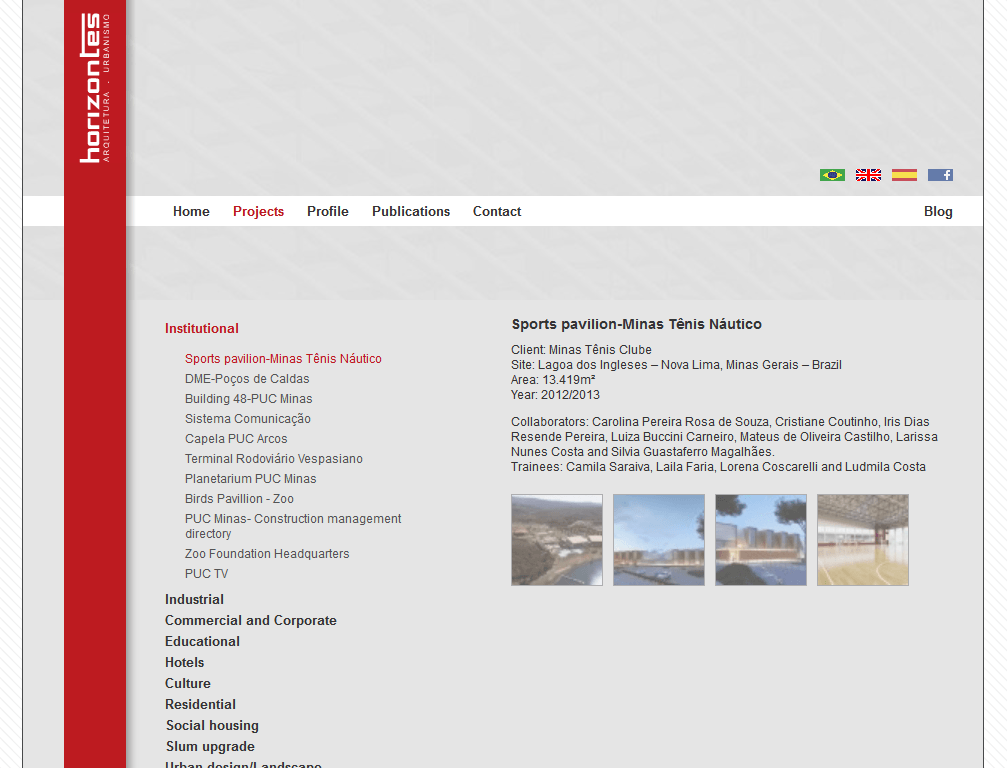 horizontes
ARQUITETURA . URBANISMO
Home Projects Profile Publications Contact Blog
Institutional
Sports pavilion-Minas Tênis Náutico
DME-Poços de Caldas
Building 48-PUC Minas
Sistema Comunicação
Capela PUC Arcos
Terminal Rodoviário Vespasiano
Planetarium PUC Minas
Birds Pavillion - Zoo
PUC Minas- Construction management
directory
Zoo Foundation Headquarters
PUC TV
Industrial
Commercial and Corporate
Educational
Hotels
Culture
Residential
Social housing
Slum upgrade
Urban design/Landscape
Sports pavilion-Minas Tênis Náutico
Client: Minas Tênis Clube
Site: Lagoa dos Ingleses – Nova Lima, Minas Gerais – Brazil
Area: 13.419m²
Year: 2012/2013
Collaborators: Carolina Pereira Rosa de Souza, Cristiane Coutinho, Iris Dias
Resende Pereira, Luiza Buccini Carneiro, Mateus de Oliveira Castilho, Larissa
Nunes Costa and Silvia Guastaferro Magalhães.
Trainees: Camila Saraiva, Laila Faria, Lorena Coscarelli and Ludmila Costa